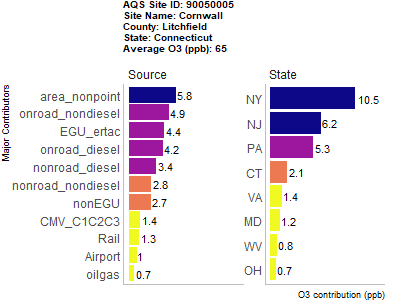 AQS Site ID: 90050005
Site Name: Cornwall
County: Litchfield
State: Connecticut
Average O3 (ppb): 65
Major Contributors
Source
area_nonpoint 5.8
onroad_nondiesel 4.9
EGU_ertac 4.4
onroad_diesel 4.2
nonroad_diesel 3.4
nonroad_nondiesel 2.8
nonEGU 2.7
CMV_C1C2C3 1.4
Rail 1.3
Airport 1
oilgas 0.7
State
NY 10.5
NJ 6.2
PA 5.3
CT 2.1
VA 1.4
MD 1.2
WV 0.8
OH 0.7
O3 contribution (ppb)